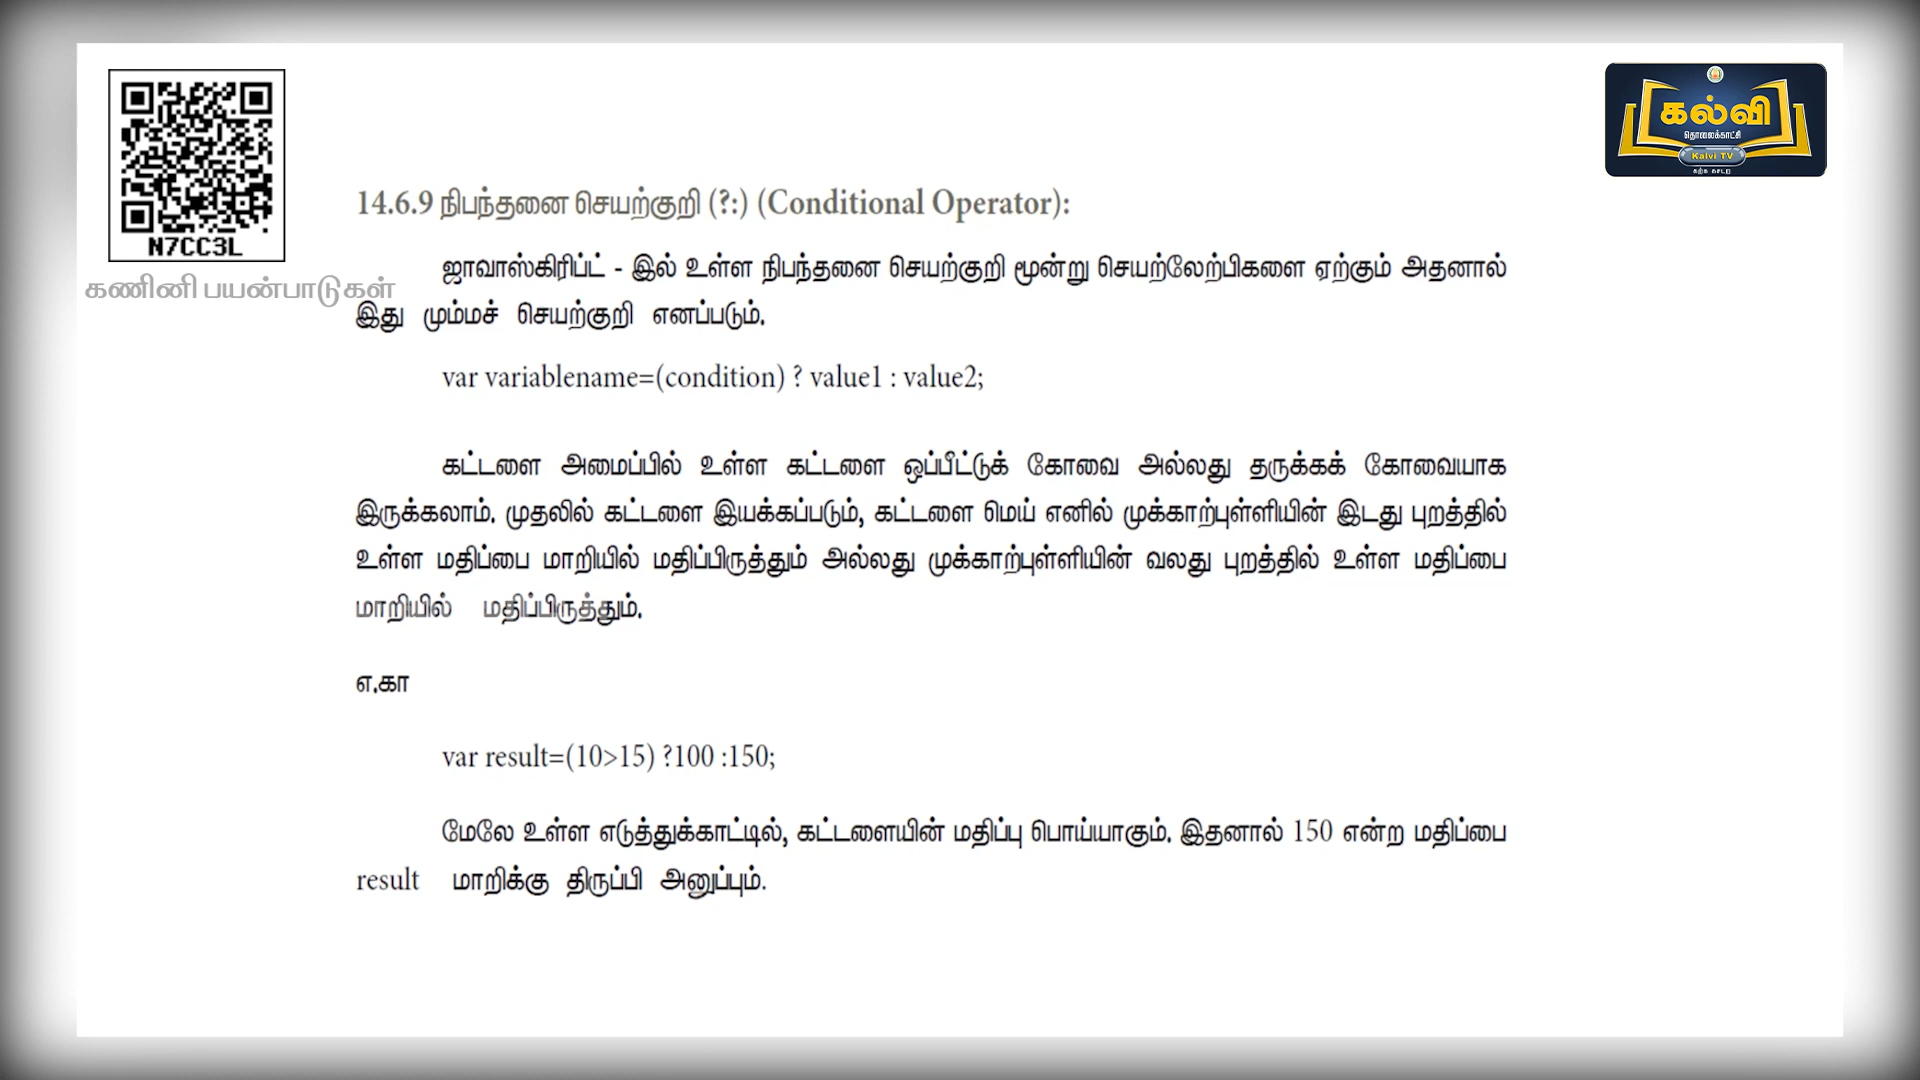 N7CC3L
கணினி பயன்பாடுகள்
கல்வி
தொலைக்காட்சி
Kalvi TV
கற்க கசடற
14.6.9 நிபந்தனை செயற்குறி (?:) (Conditional Operator):
ஜாவாஸ்கிரிப்ட் - இல் உள்ள நிபந்தனை செயற்குறி மூன்று செயற்லேற்பிகளை ஏற்கும் அதனால்
இது மும்மச் செயற்குறி எனப்படும்.
var variablename=(condition) ? value1 : value2;
கட்டளை அமைப்பில் உள்ள கட்டளை ஒப்பீட்டுக் கோவை அல்லது தருக்கக் கோவையாக
இருக்கலாம். முதலில் கட்டளை இயக்கப்படும், கட்டளை மெய் எனில் முக்காற்புள்ளியின் இடது புறத்தில்
உள்ள மதிப்பை மாறியில் மதிப்பிருத்தும் அல்லது முக்காற்புள்ளியின் வலது புறத்தில் உள்ள மதிப்பை
மாறியில் மதிப்பிருத்தும்.
எ.கா
var result=(10>15) ?100 :150;
மேலே உள்ள எடுத்துக்காட்டில், கட்டளையின் மதிப்பு பொய்யாகும். இதனால் 150 என்ற மதிப்பை
result மாறிக்கு திருப்பி அனுப்பும்.